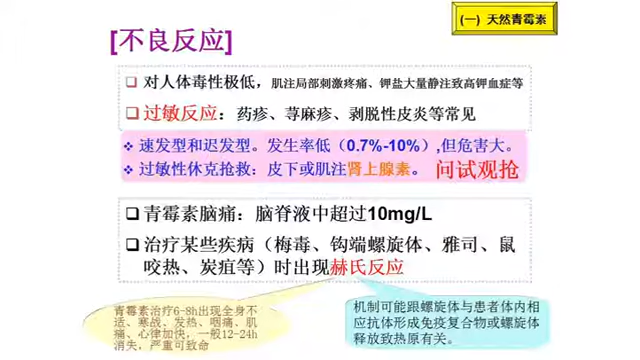 (一) 天然青霉素
[不良反应]
对人体毒性极低，肌注局部刺激疼痛、钾盐大量静注致高钾血症等
过敏反应：药疹、荨麻疹、剥脱性皮炎等常见
速发型和迟发型。发生率低（0.7%-10%）,但危害大。
过敏性休克抢救：皮下或肌注肾上腺素。 问试观抢
青霉素脑病：脑脊液中超过10mg/L
治疗某些疾病（梅毒、钩端螺旋体、雅司、鼠
咬热、炭疽等）时出现赫氏反应
青霉素治疗6-8h出现全身不
适、寒战、发热、咽痛、肌
痛、心律加快，一般12-24h
消失，严重可致命
机制可能跟螺旋体与患者体内相
应抗体形成免疫复合物或螺旋体
释放致热原有关。